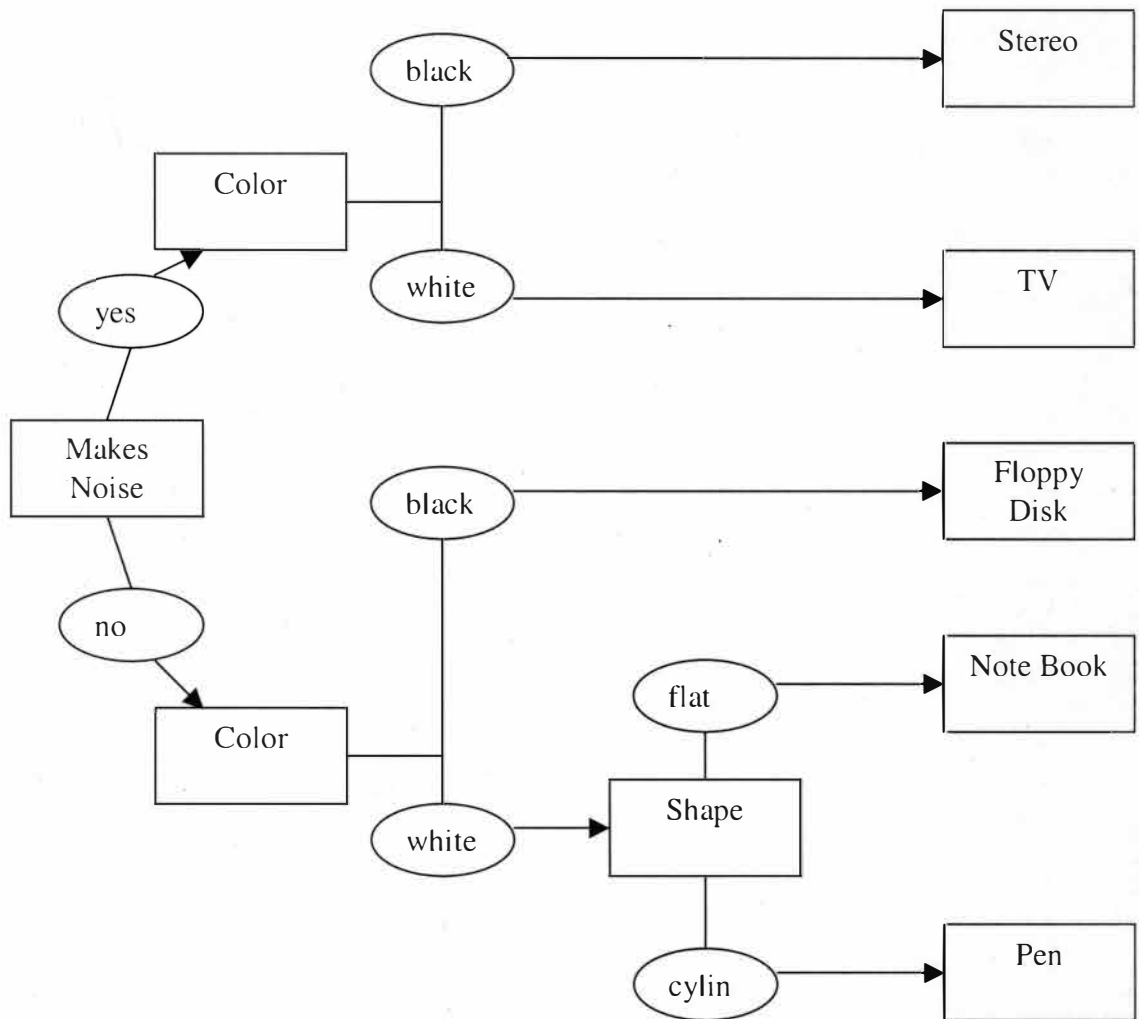 Stereo
black
Color
TV
white
yes
Makes
Noise
Floppy
Disk
black
no
Note Book
flat
Color
Shape
white
Pen
cylin